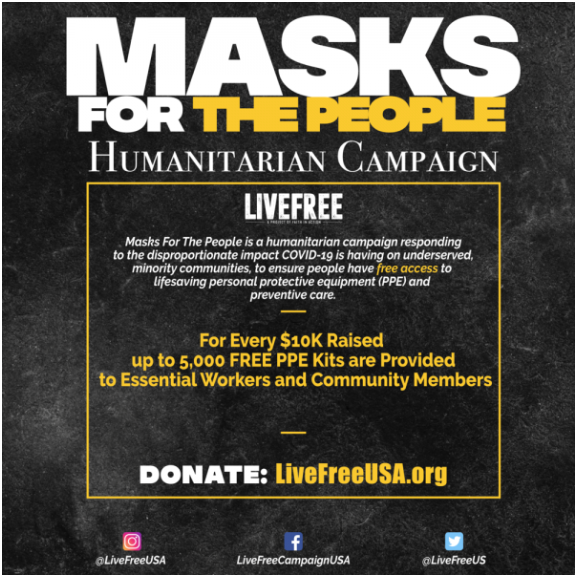 MASKS
FOR THE PEOPLE
HUMANITARIAN CAMPAIGN
LIVEFREE
Masks For The People is a humanitarian campaign responding
to the disproportionate impact COVID-19 is having on underserved,
minority communities, to ensure people have free access to
lifesaving personal protective equipment (PPE) and
preventive care.
For Every $10K Raised
up to 5,000 FREE PPE Kits are Provided
to Essential Workers and Community Members
DONATE: LiveFreeUSA.org
@LiveFreeUSA LiveFreeCampaignUSA @LiveFreeUS